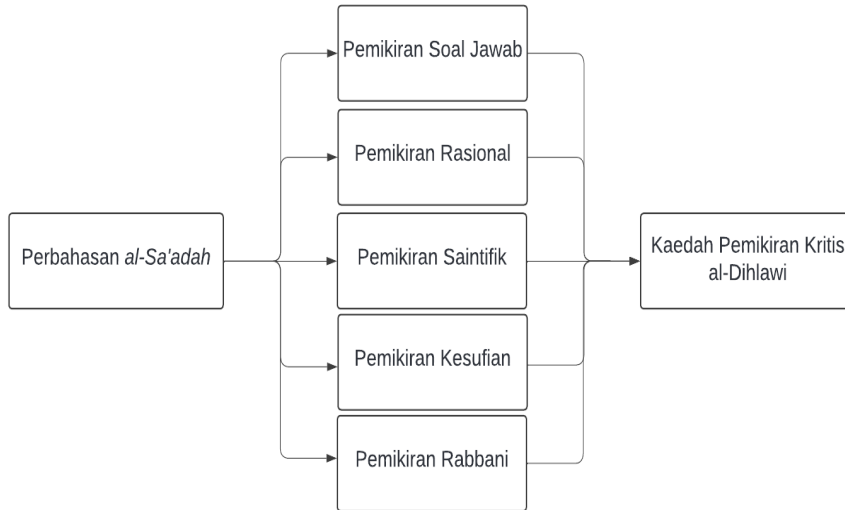 Perbahasan al-Sa'adah
Pemikiran Soal Jawab
Pemikiran Rasional
Pemikiran Saintifik
Pemikiran Kesufian
Pemikiran Rabbani
Kaedah Pemikiran Kritis
al-Dihlawi